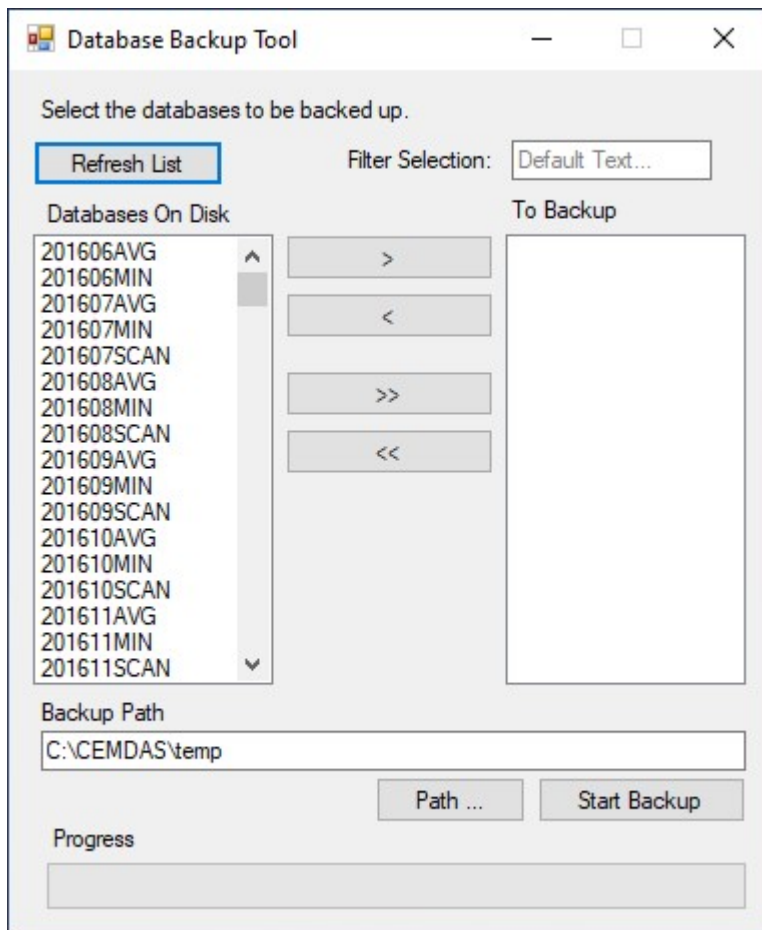 Database Backup Tool
Select the databases to be backed up.
Refresh List
Filter Selection:
Default Text...
Databases On Disk
To Backup
201606AVG
201606MIN
201607AVG
201607MIN
201607SCAN
201608AVG
201608MIN
201608SCAN
201609AVG
201609MIN
201609SCAN
201610AVG
201610MIN
201610SCAN
201611AVG
201611MIN
201611SCAN
>
<
>>
<<
Backup Path
C:\CEMDAS\temp
Path ...
Start Backup
Progress